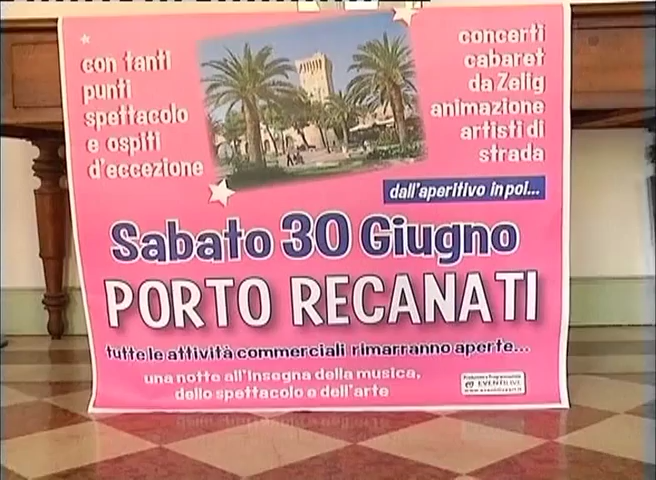 con tanti
punti
spettacolo
e ospiti
d'eccezione
concerti
cabaret
da Zelig
animazione
artisti di
strada
dall'aperitivo in poi...
Sabato 30 Giugno
PORTO RECANATI
tutte le attività commerciali rimarranno aperte...
una notte all'insegna della musica,
dello spettacolo e dell'arte